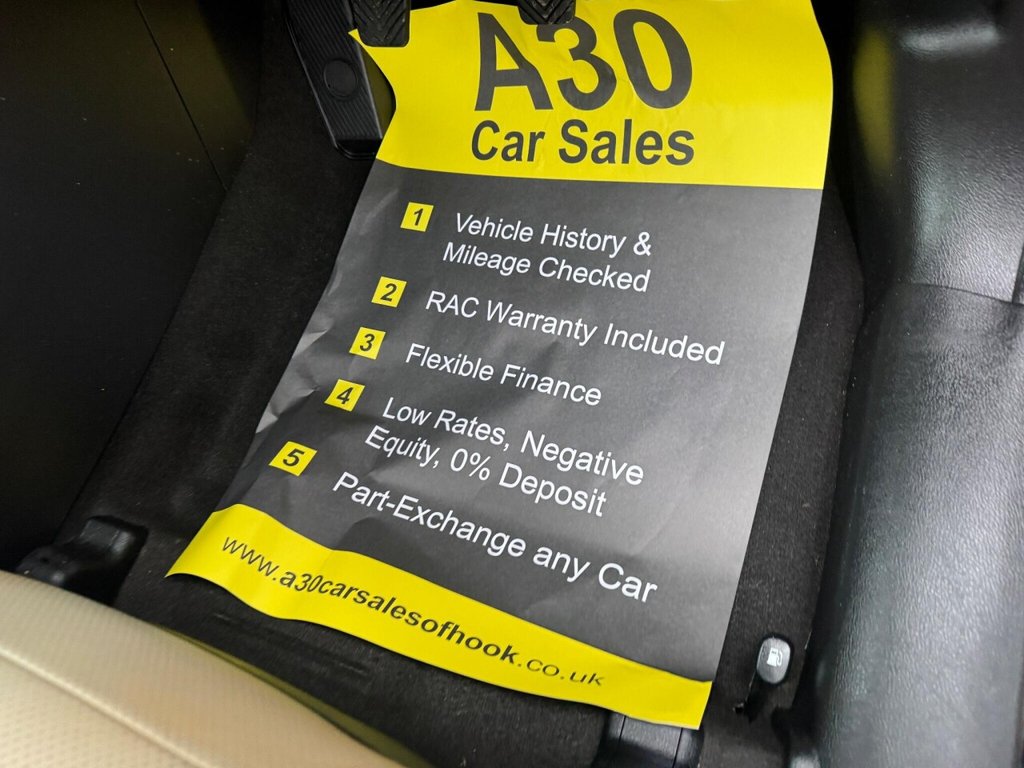 A30
Car Sales
1 Vehicle History &
Mileage Checked
2 RAC Warranty Included
3 Flexible Finance
4 Low Rates, Negative
Equity, 0% Deposit
5 Part-Exchange any Car
www.a30carsalesofhook.co.uk